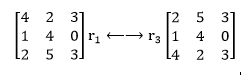 [4 2 3] [2 5 3]
[1 4 0] r₁ ⟷ r₃ [1 4 0]
[2 5 3] [4 2 3]